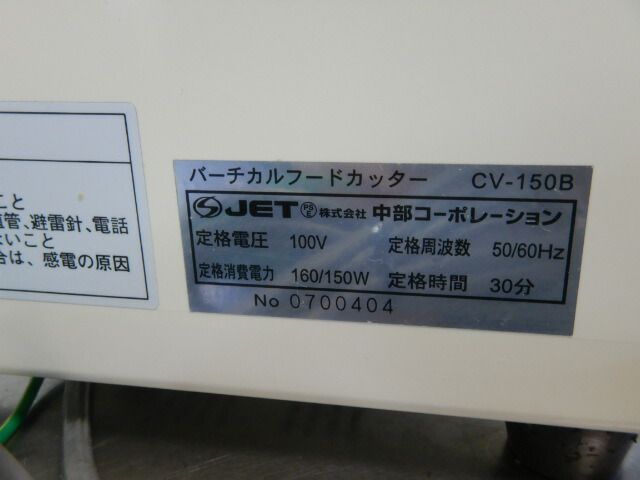 こと
管、避雷針、電話
ないこと
合は、感電の原因
バーチカルフードカッター CV-150B
JET PSE 株式会社 中部コーポレーション
定格電圧 100V 定格周波数 50/60Hz
定格消費電力 160/150W 定格時間 30分
No 0700404